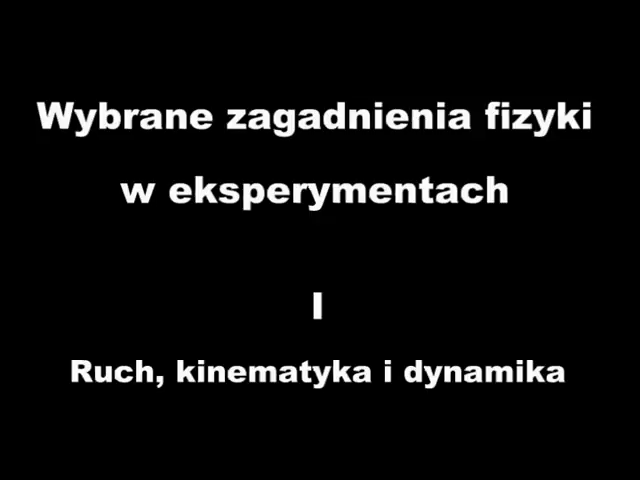 Wybrane zagadnienia fizyki
w eksperymentach
I
Ruch, kinematyka i dynamika